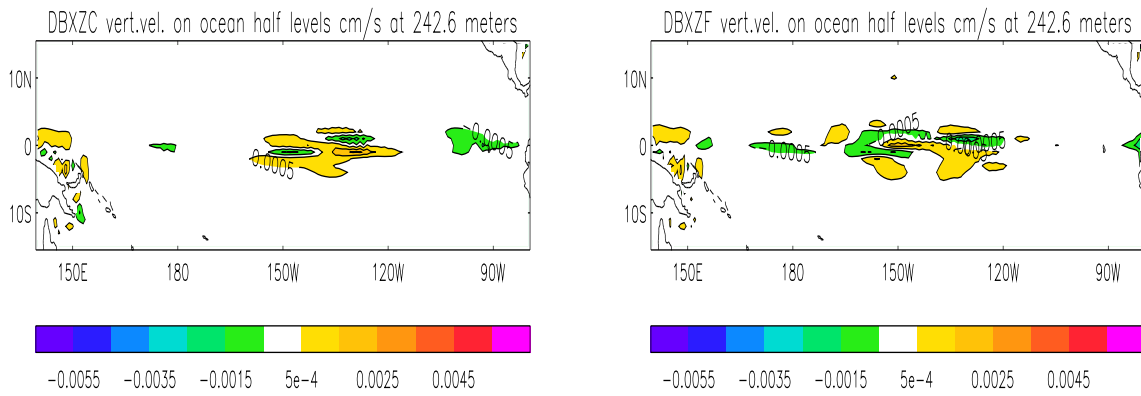 DBXZC vert.vel. on ocean half levels cm/s at 242.6 meters
10N
0
10S
0.0005
150E 180 150W 120W 90W
-0.0055 -0.0035 -0.0015 5e-4 0.0025 0.0045
DBXZF vert.vel. on ocean half levels cm/s at 242.6 meters
10N
0
10S
0.0005
0.0005
150E 180 150W 120W 90W
-0.0055 -0.0035 -0.0015 5e-4 0.0025 0.0045